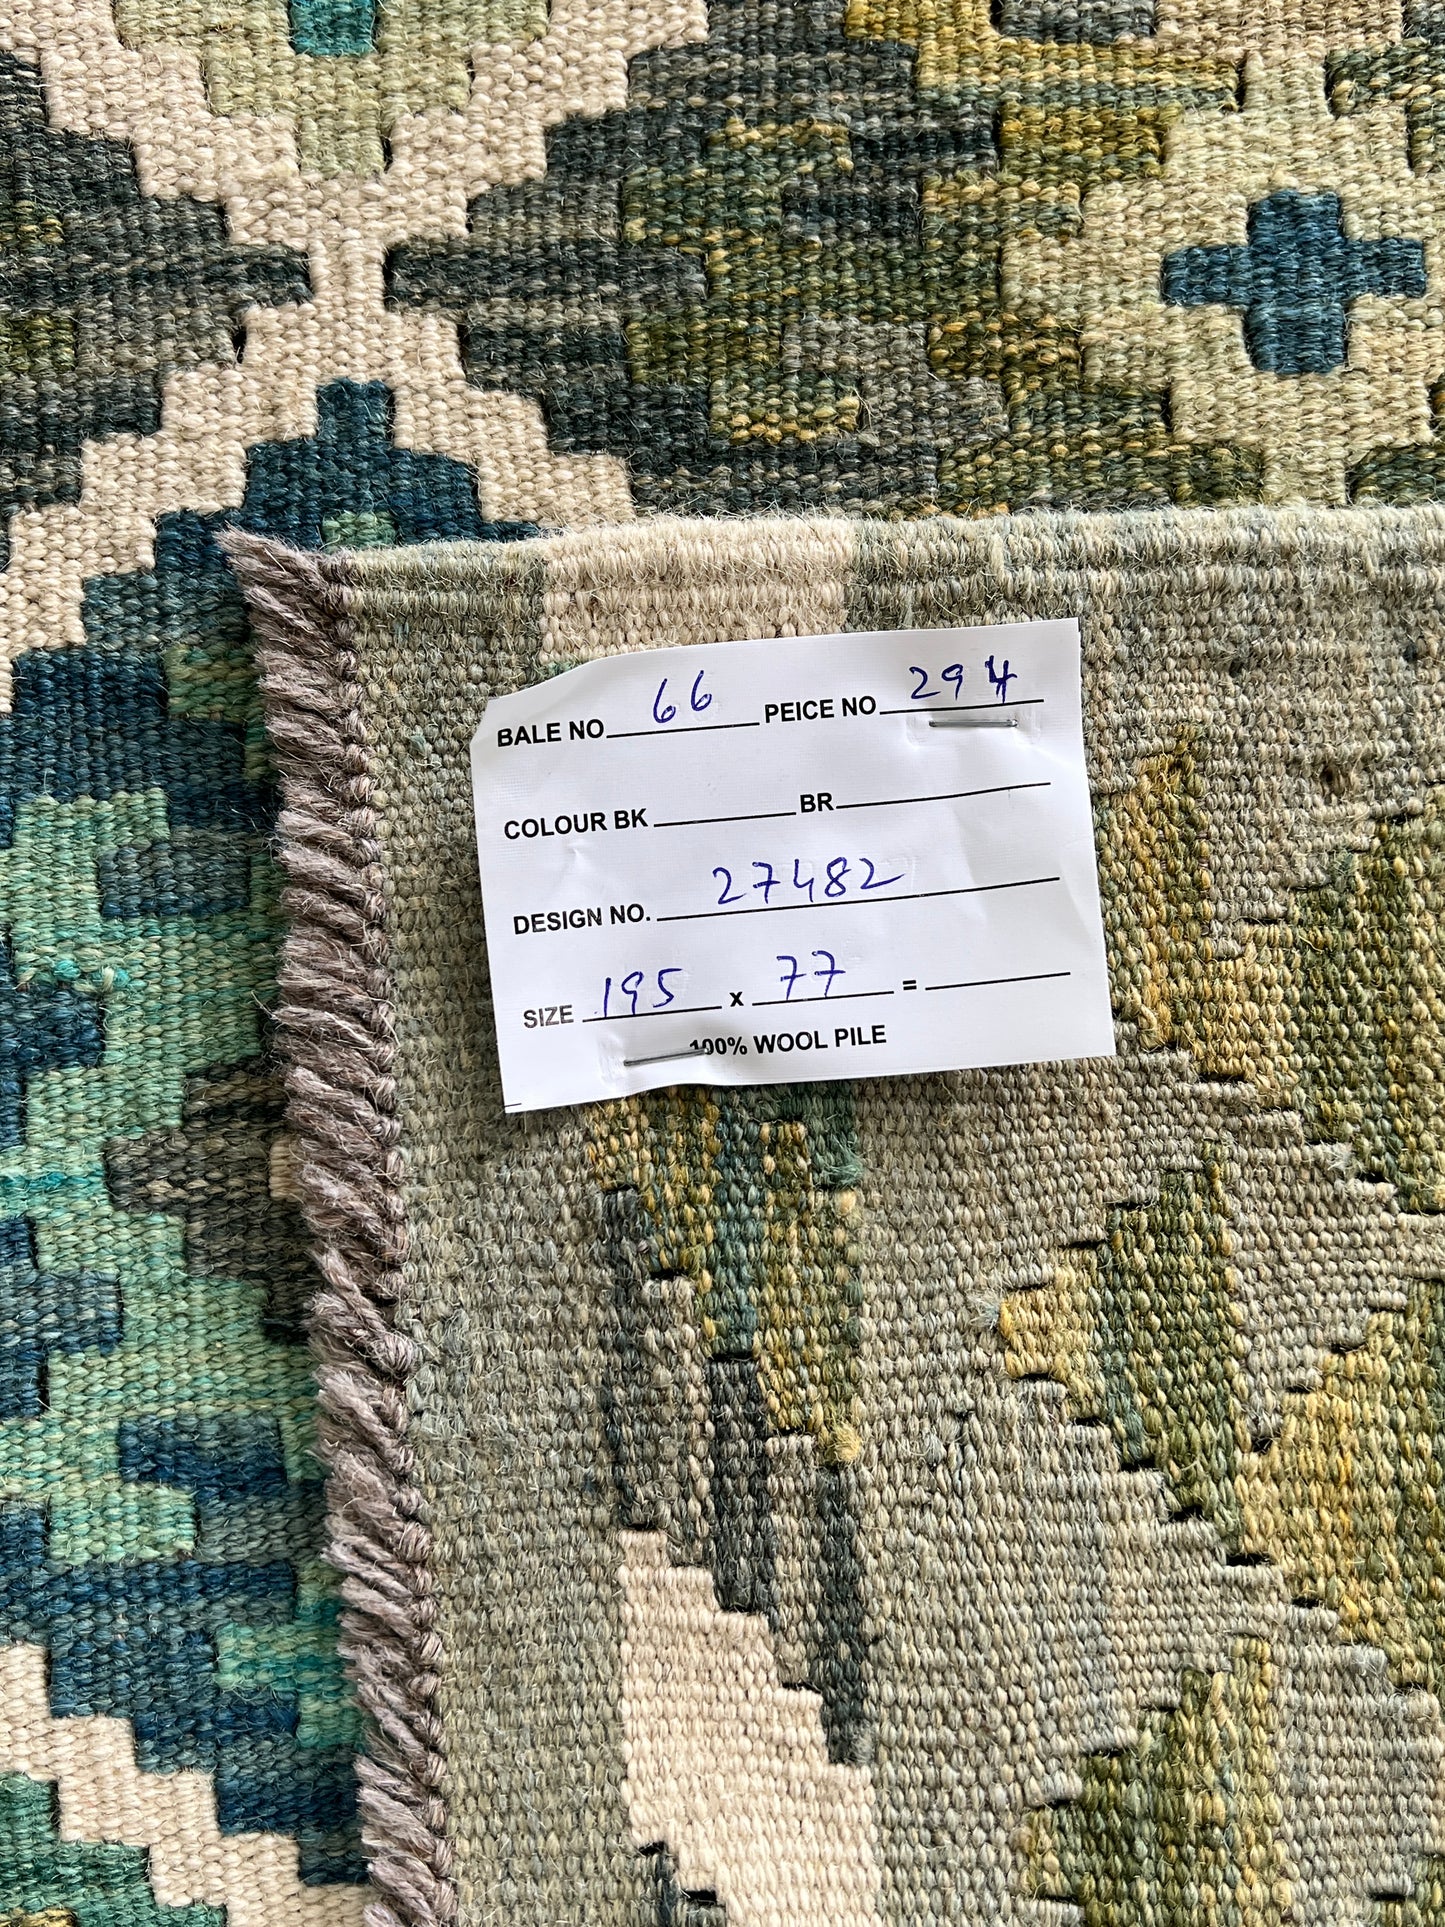 BALE NO 66 PEICE NO 294
COLOUR BK BR
DESIGN NO. 27482
SIZE 195 x 77 =
100% WOOL PILE